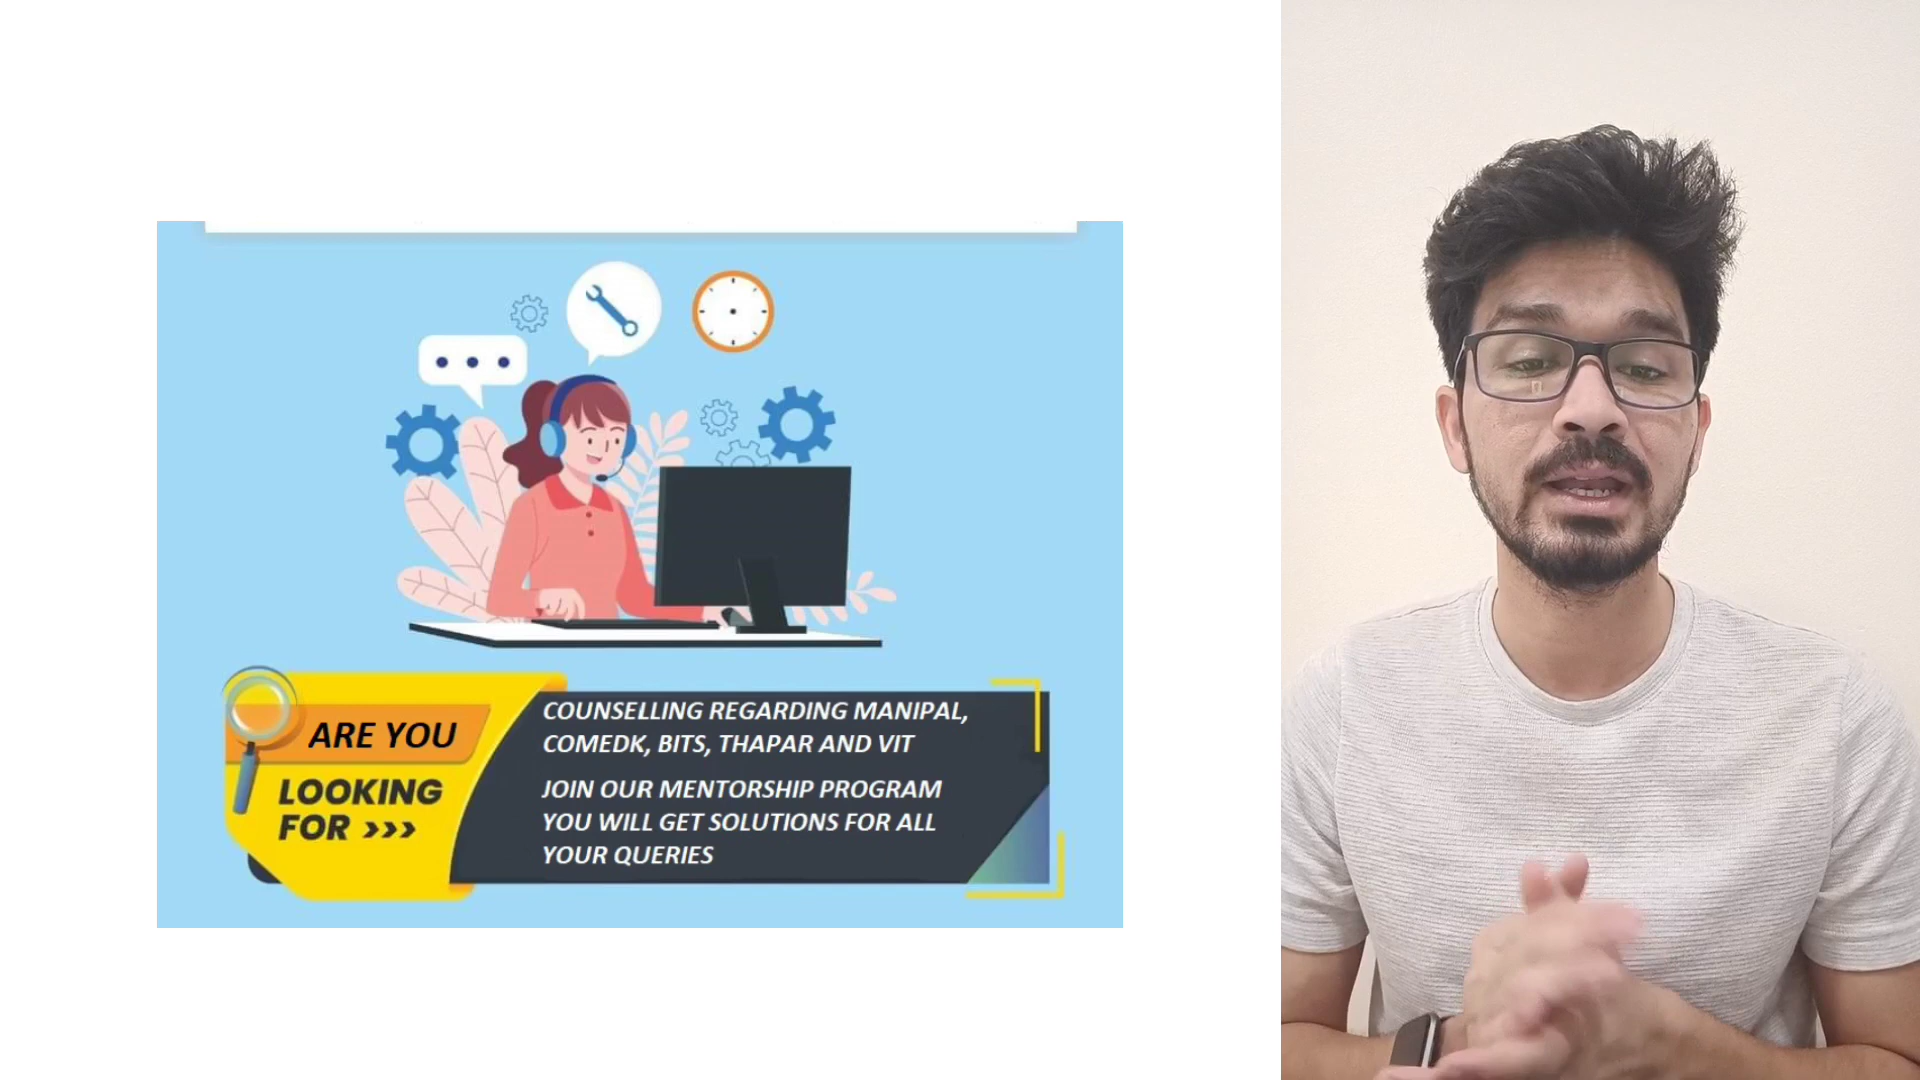 ARE YOU
LOOKING
FOR >>>
COUNSELLING REGARDING MANIPAL,
COMEDK, BITS, THAPAR AND VIT
JOIN OUR MENTORSHIP PROGRAM
YOU WILL GET SOLUTIONS FOR ALL
YOUR QUERIES